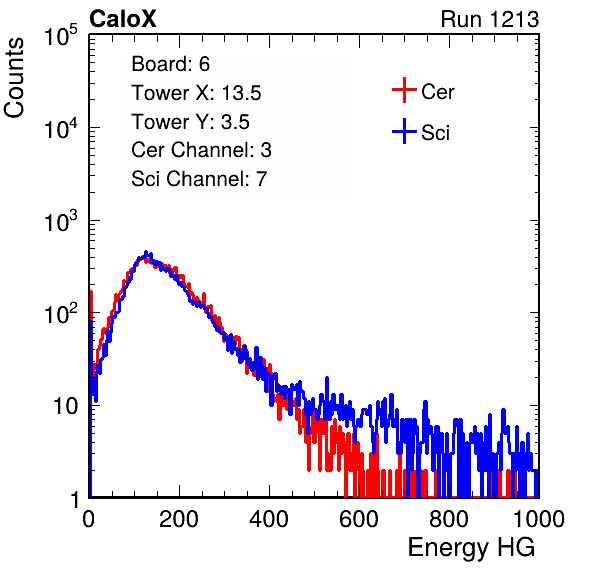 CaloX
Run 1213
Counts
10^5
10^4
10^3
10^2
10
1
Board: 6
Tower X: 13.5
Tower Y: 3.5
Cer Channel: 3
Sci Channel: 7
Cer
Sci
0 200 400 600 800 1000
Energy HG